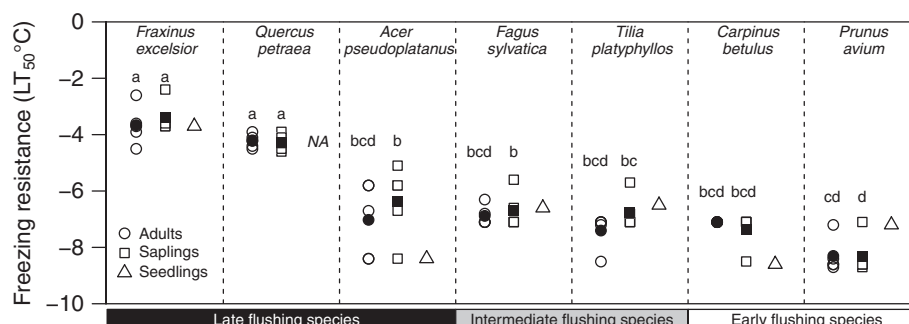 Freezing resistance (LT50 °C)
0
−2
−4
−6
−8
−10
Fraxinus excelsior
Quercus petraea
Acer pseudoplatanus
Fagus sylvatica
Tilia platyphyllos
Carpinus betulus
Prunus avium
a a
a a
NA
bcd b
bcd b
bcd bc
bcd bcd
cd d
Adults
Saplings
Seedlings
Late flushing species
Intermediate flushing species
Early flushing species